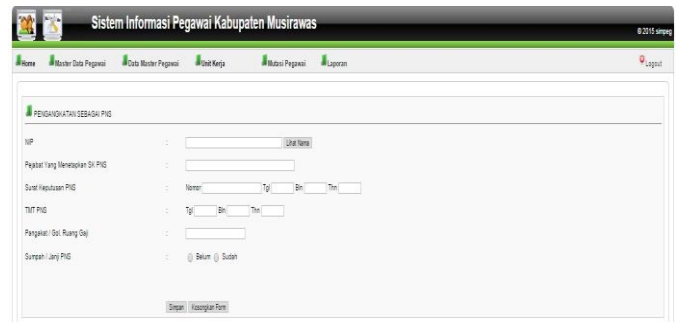 Sistem Informasi Pegawai Kabupaten Musirawas
© 2015 simpeg
Home Master Data Pegawai Data Master Pegawai Unit Kerja Mutasi Pegawai Laporan Logout
PENGANGKATAN SEBAGAI PNS
NIP : Lihat Nama
Pejabat Yang Menetapkan SK PNS :
Surat Keputusan PNS : Nomor Tgl Bln Thn
TMT PNS : Tgl Bln Thn
Pangakat / Gol. Ruang Gaji :
Sumpah / Janji PNS : Belum Sudah
Simpan Kosongkan Form